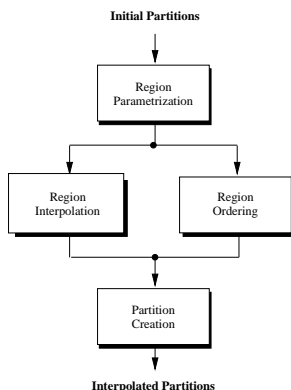 Initial Partitions
Region
Parametrization
Region
Interpolation
Region
Ordering
Partition
Creation
Interpolated Partitions